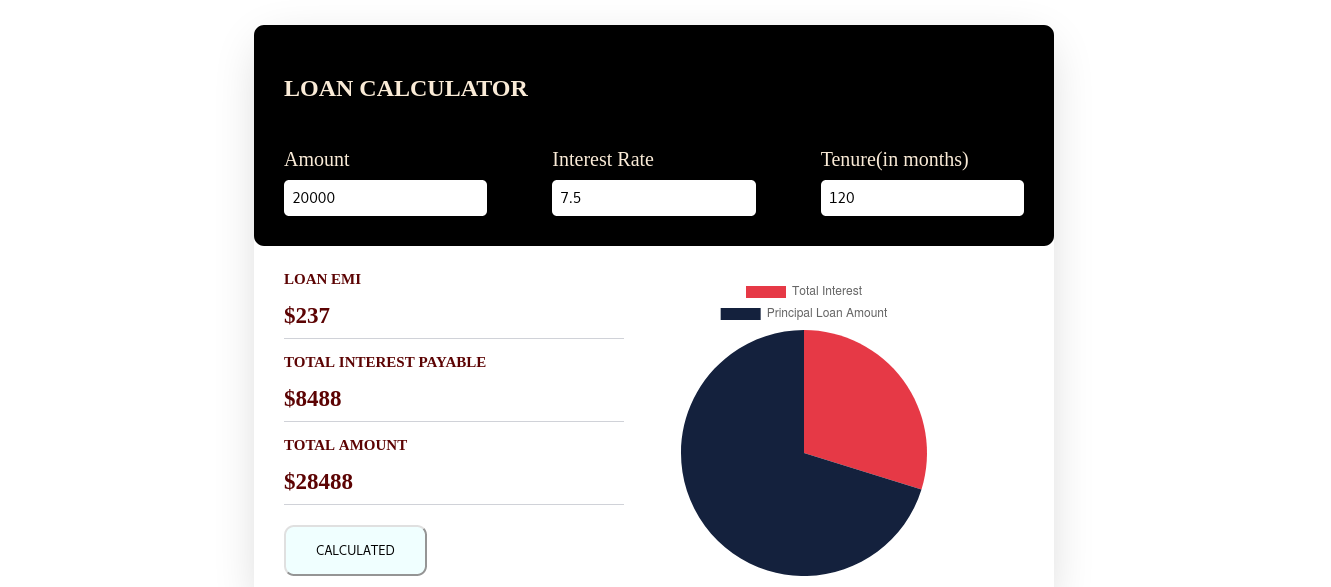 LOAN CALCULATOR
Amount
Interest Rate
Tenure(in months)
20000
7.5
120
LOAN EMI
$237
TOTAL INTEREST PAYABLE
$8488
TOTAL AMOUNT
$28488
CALCULATED
Total Interest
Principal Loan Amount